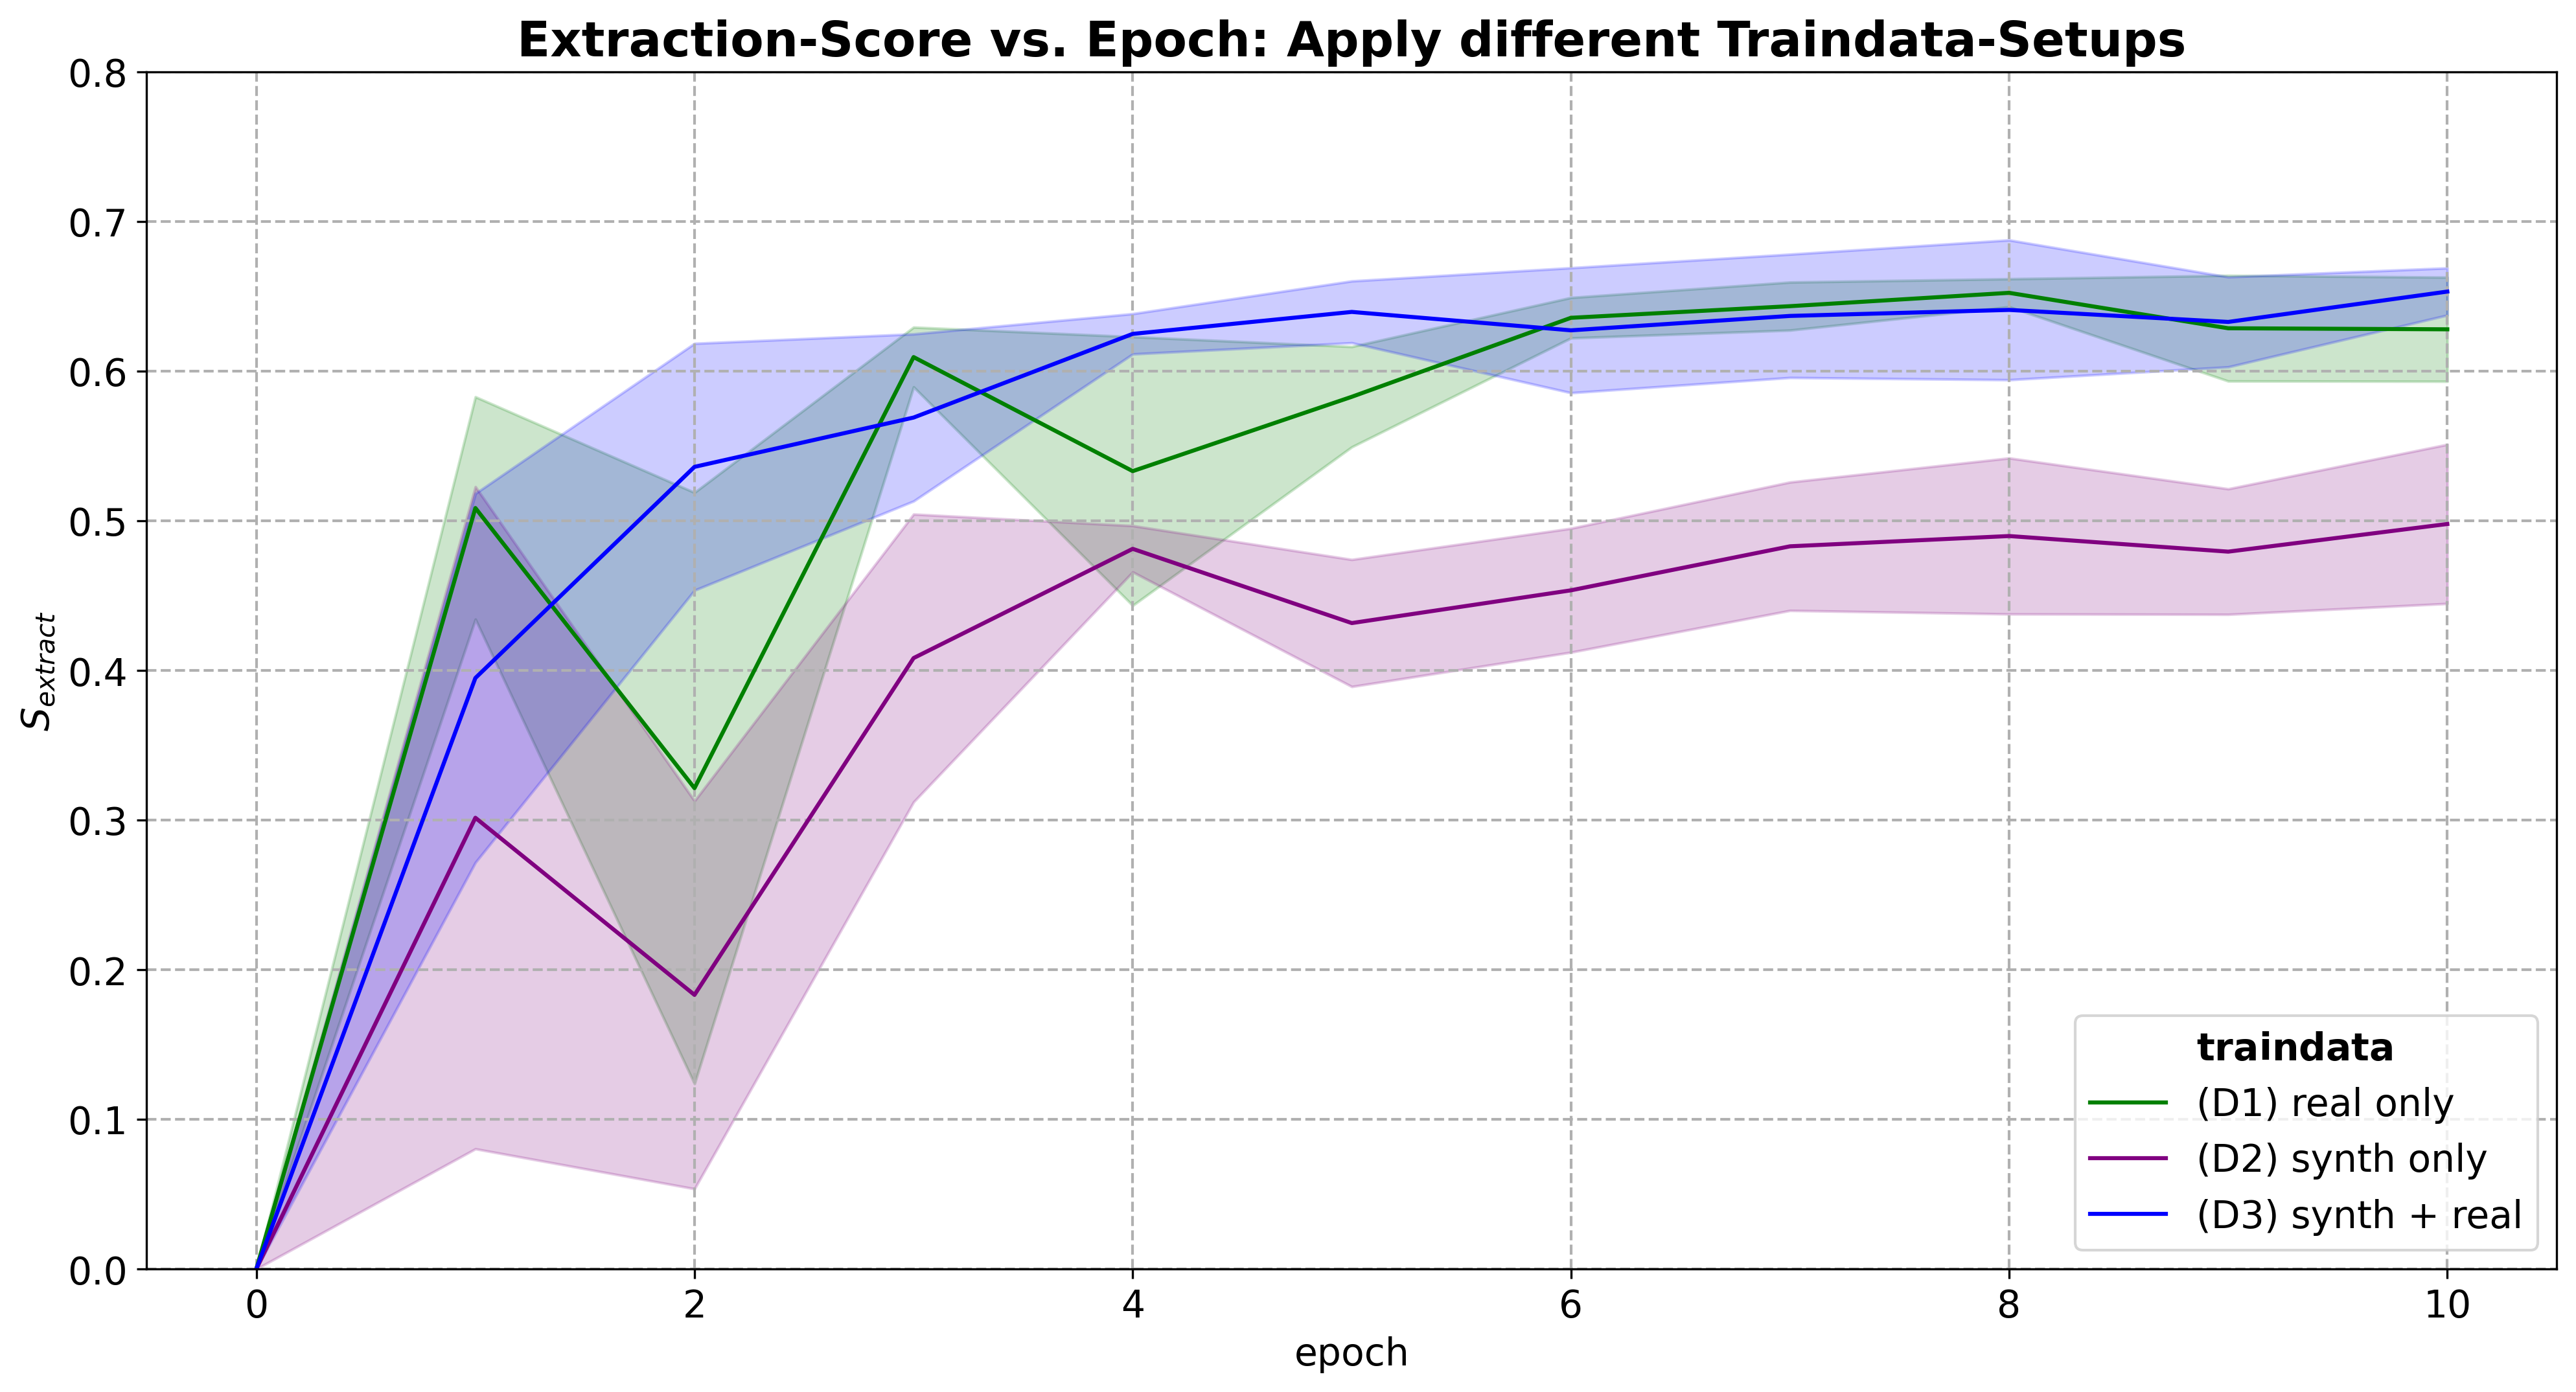 Extraction-Score vs. Epoch: Apply different Traindata-Setups
0.8
0.7
0.6
0.5
0.4
0.3
0.2
0.1
0.0
S_extract
0 2 4 6 8 10
epoch
traindata
(D1) real only
(D2) synth only
(D3) synth + real